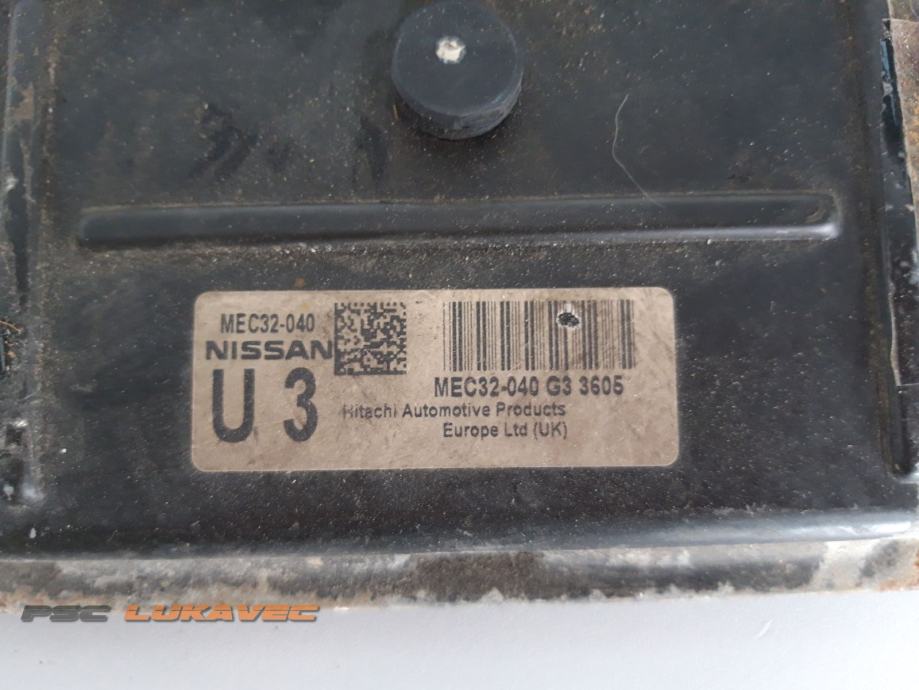 MEC32-040
NISSAN
U 3
MEC32-040 G3 3605
Hitachi Automotive Products
Europe Ltd (UK)
PSC LUKAVEC